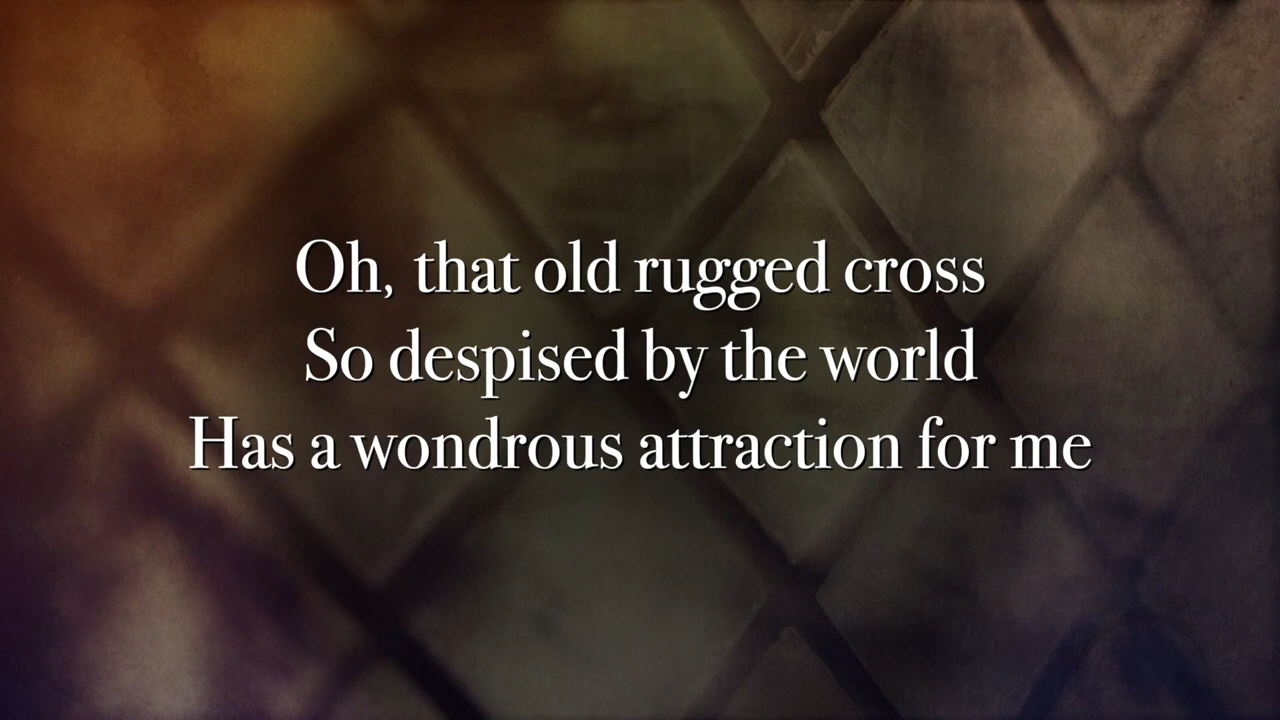 Oh, that old rugged cross
So despised by the world
Has a wondrous attraction for me